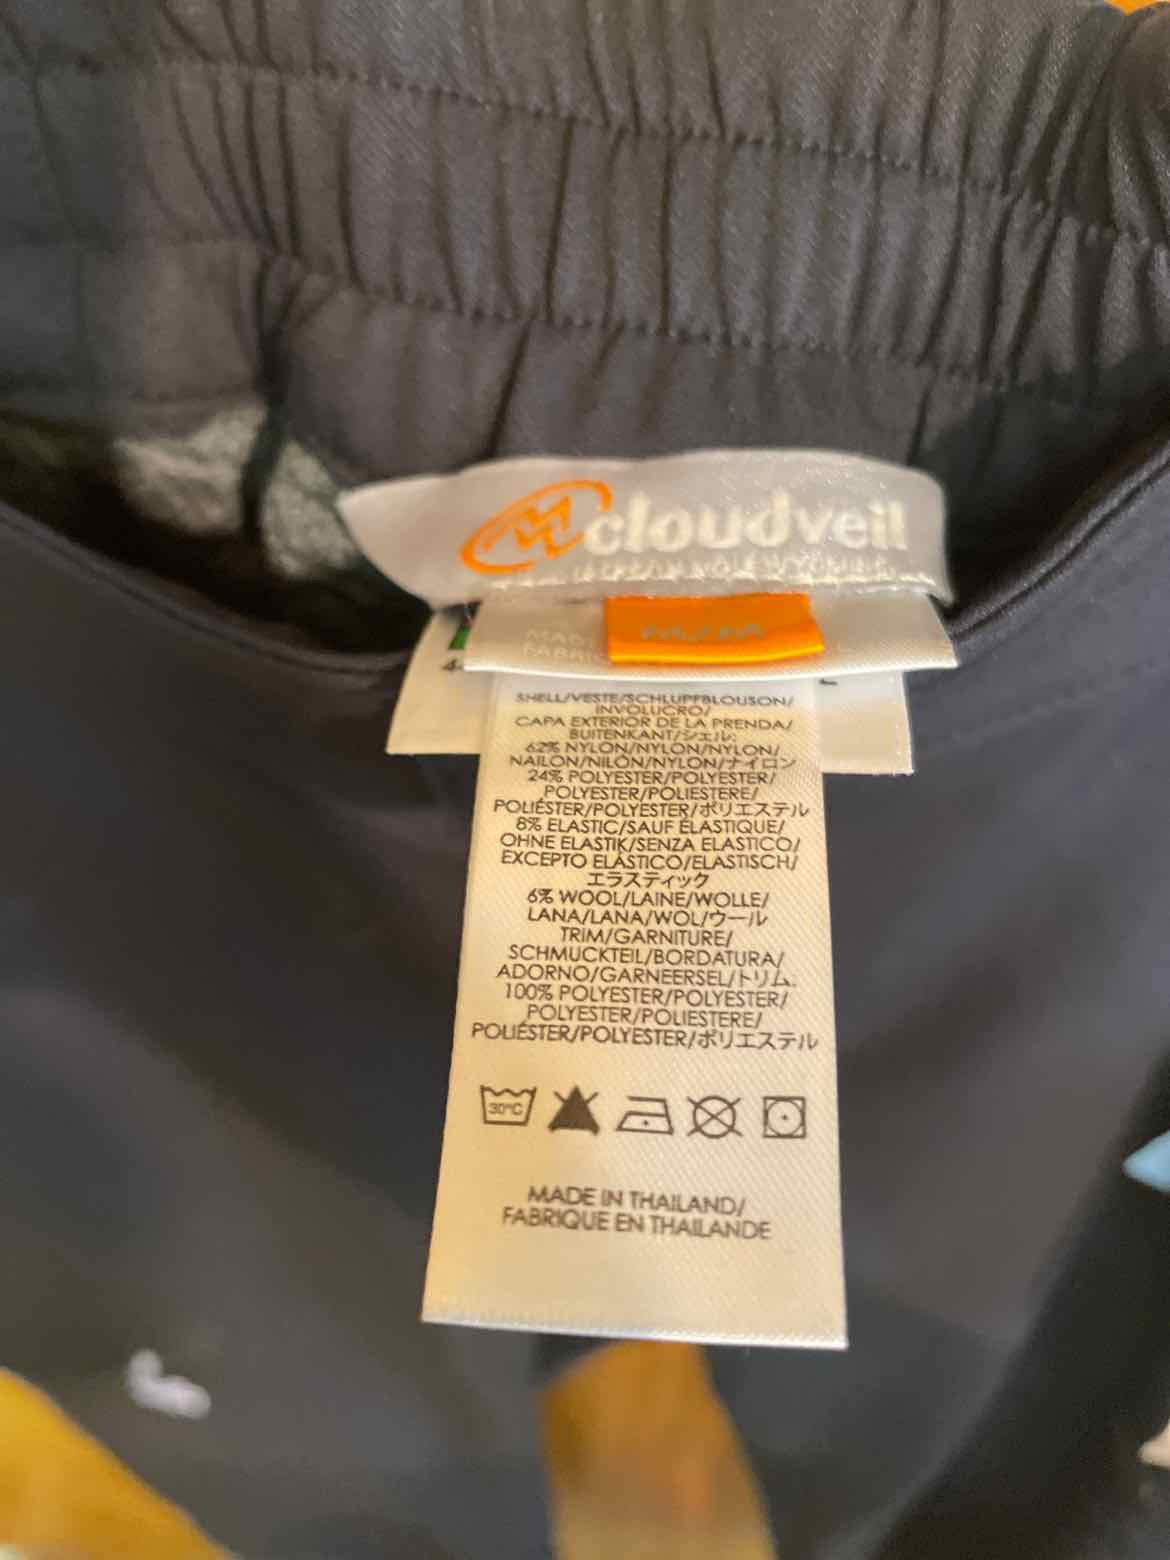 cloudveil
M/M
SHELL/VESTE/SCHLUPFBLOUSON/
INVOLUCRO/
CAPA EXTERIOR DE LA PRENDA/
BUITENKANT/シェル:
62% NYLON/NYLON/NYLON/
NAILON/NILÓN/NYLON/ナイロン
24% POLYESTER/POLYESTER/
POLYESTER/POLIESTERE/
POLIÉSTER/POLYESTER/ポリエステル
8% ELASTIC/SAUF ÉLASTIQUE/
OHNE ELASTIK/SENZA ELASTICO/
EXCEPTO ELÁSTICO/ELASTISCH/
エラスティック
6% WOOL/LAINE/WOLLE/
LANA/LANA/WOL/ウール
TRIM/GARNITURE/
SCHMUCKTEIL/BORDATURA/
ADORNO/GARNEERSEL/トリム:
100% POLYESTER/POLYESTER/
POLYESTER/POLIESTERE/
POLIÉSTER/POLYESTER/ポリエステル
30°C
MADE IN THAILAND/
FABRIQUE EN THAILANDE